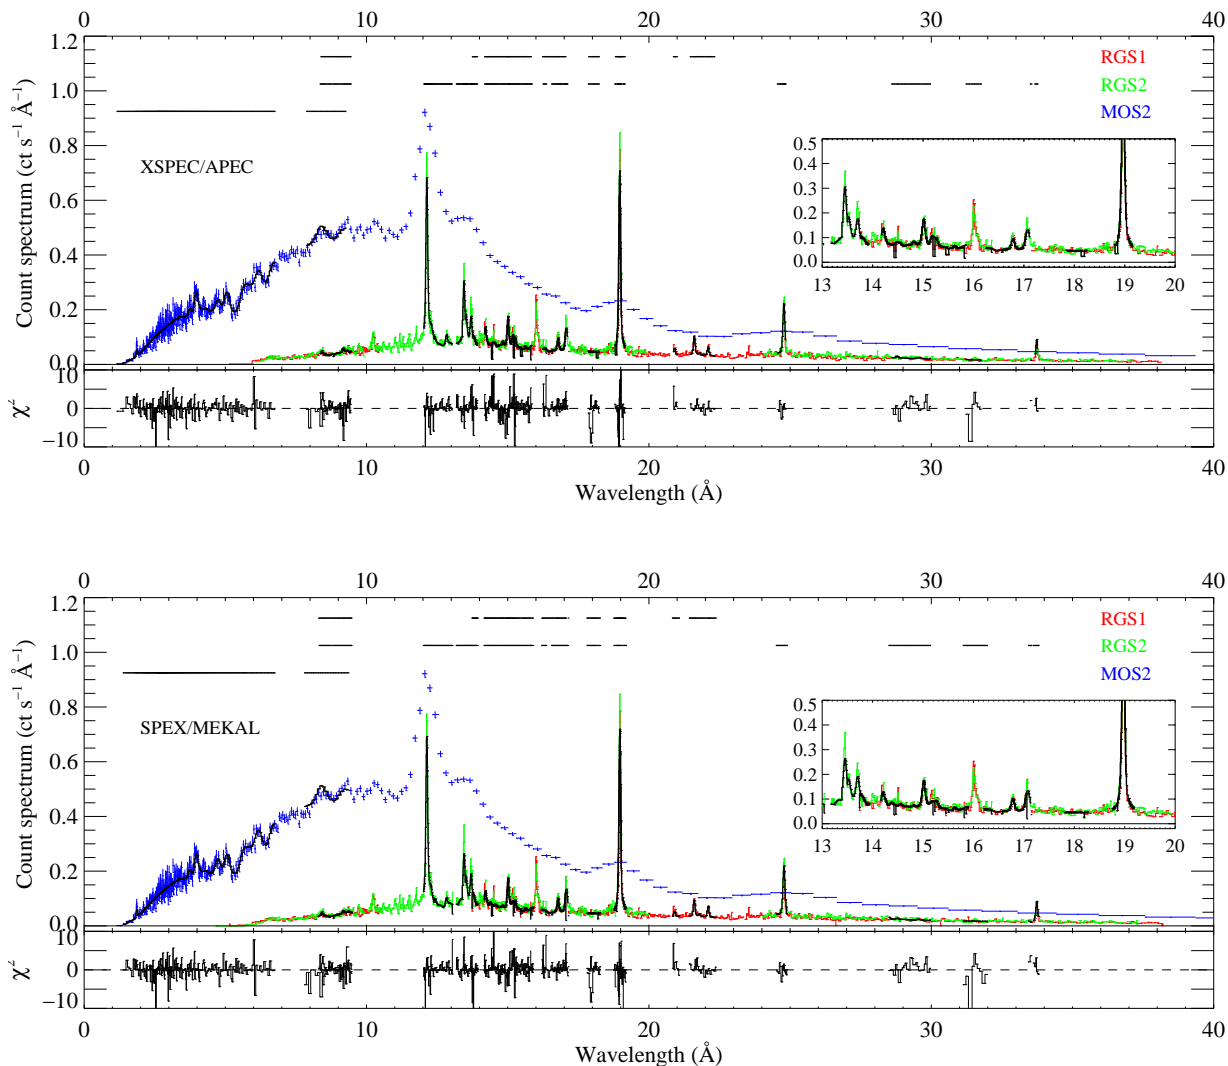 0 10 20 30 40
1.2
1.0
0.8
0.6
0.4
0.2
0.0
Count spectrum (ct s⁻¹ Å⁻¹)
RGS1
RGS2
MOS2
XSPEC/APEC
0.5
0.4
0.3
0.2
0.1
0.0
13 14 15 16 17 18 19 20
10
0
−10
χ²
0 10 20 30 40
Wavelength (Å)
0 10 20 30 40
1.2
1.0
0.8
0.6
0.4
0.2
0.0
Count spectrum (ct s⁻¹ Å⁻¹)
RGS1
RGS2
MOS2
SPEX/MEKAL
0.5
0.4
0.3
0.2
0.1
0.0
13 14 15 16 17 18 19 20
10
0
−10
χ²
0 10 20 30 40
Wavelength (Å)